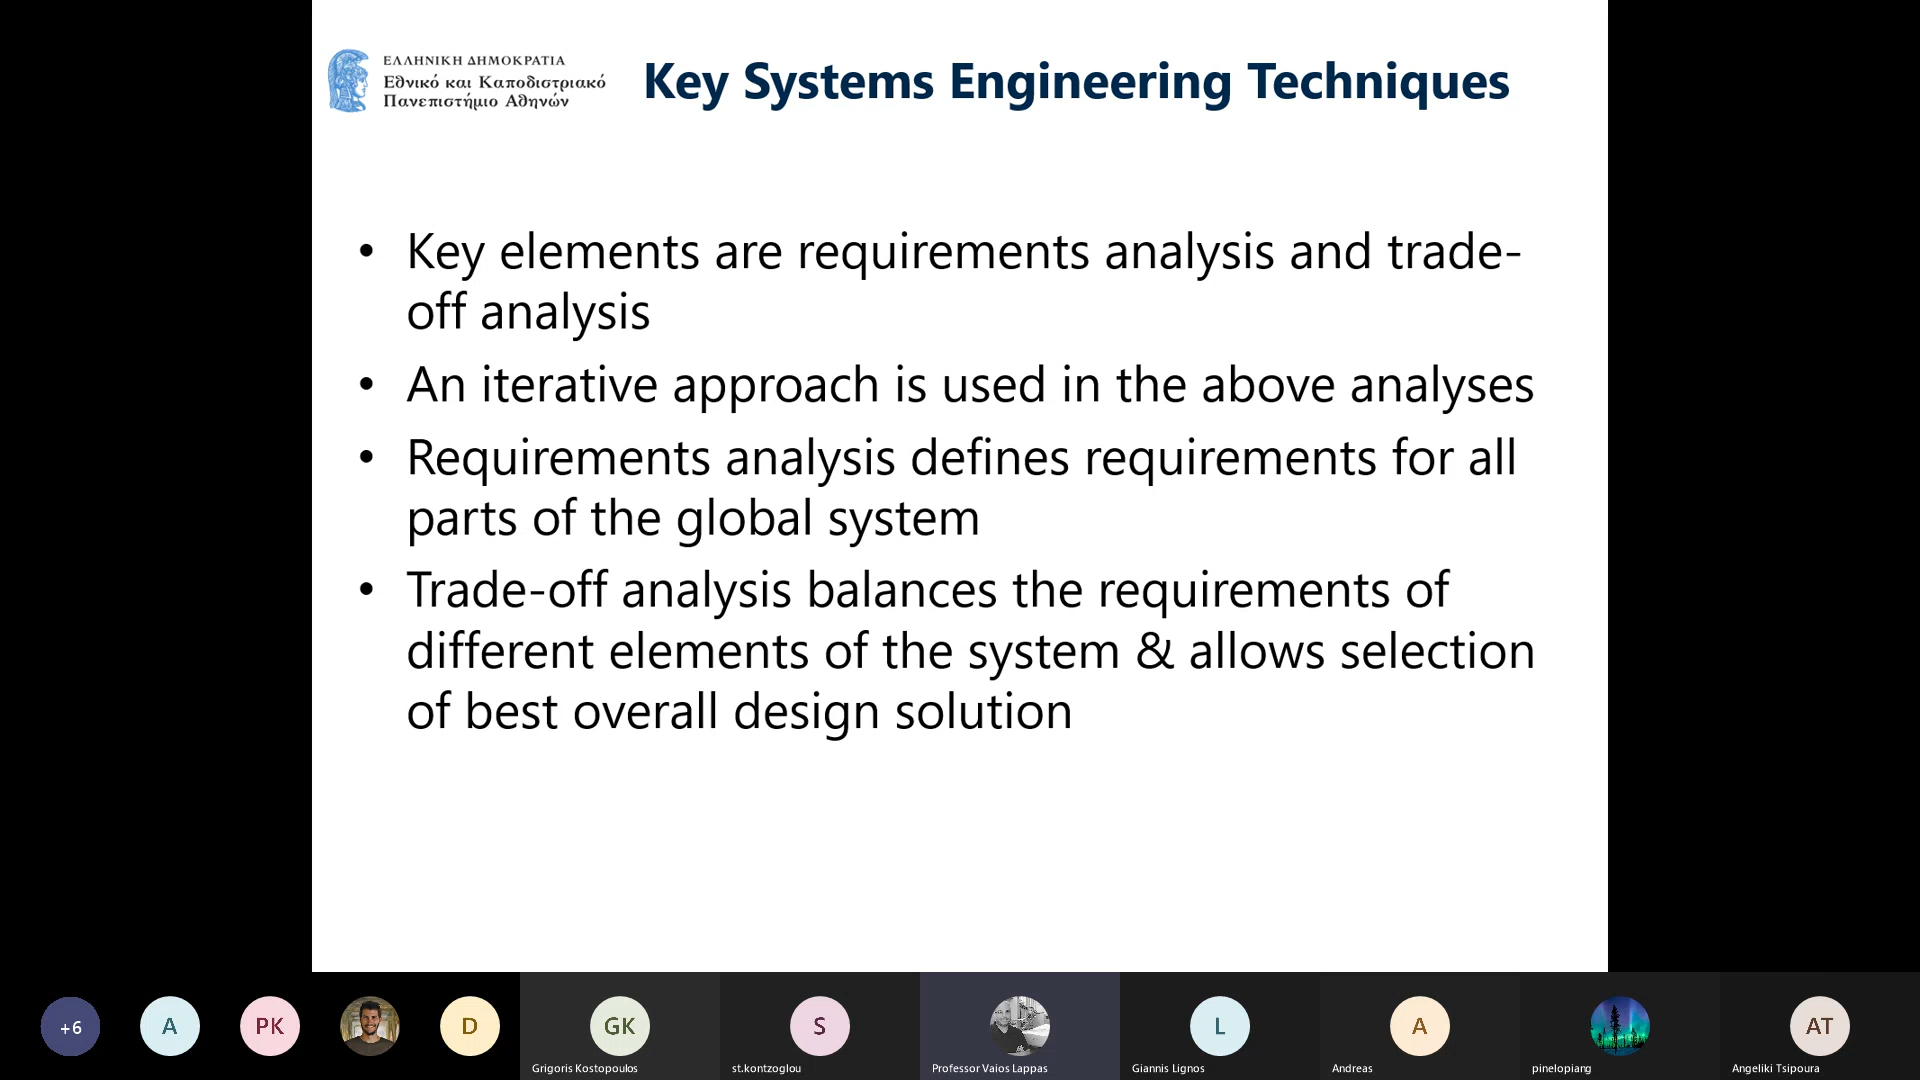 ΕΛΛΗΝΙΚΗ ΔΗΜΟΚΡΑΤΙΑ
Εθνικό και Καποδιστριακό
Πανεπιστήμιο Αθηνών
Key Systems Engineering Techniques
• Key elements are requirements analysis and trade-
off analysis
• An iterative approach is used in the above analyses
• Requirements analysis defines requirements for all
parts of the global system
• Trade-off analysis balances the requirements of
different elements of the system & allows selection
of best overall design solution
+6
A
PK
D
GK
S
L
A
AT
Grigoris Kostopoulos
st.kontzoglou
Professor Vaios Lappas
Giannis Lignos
Andreas
pinelopiang
Angeliki Tsipoura